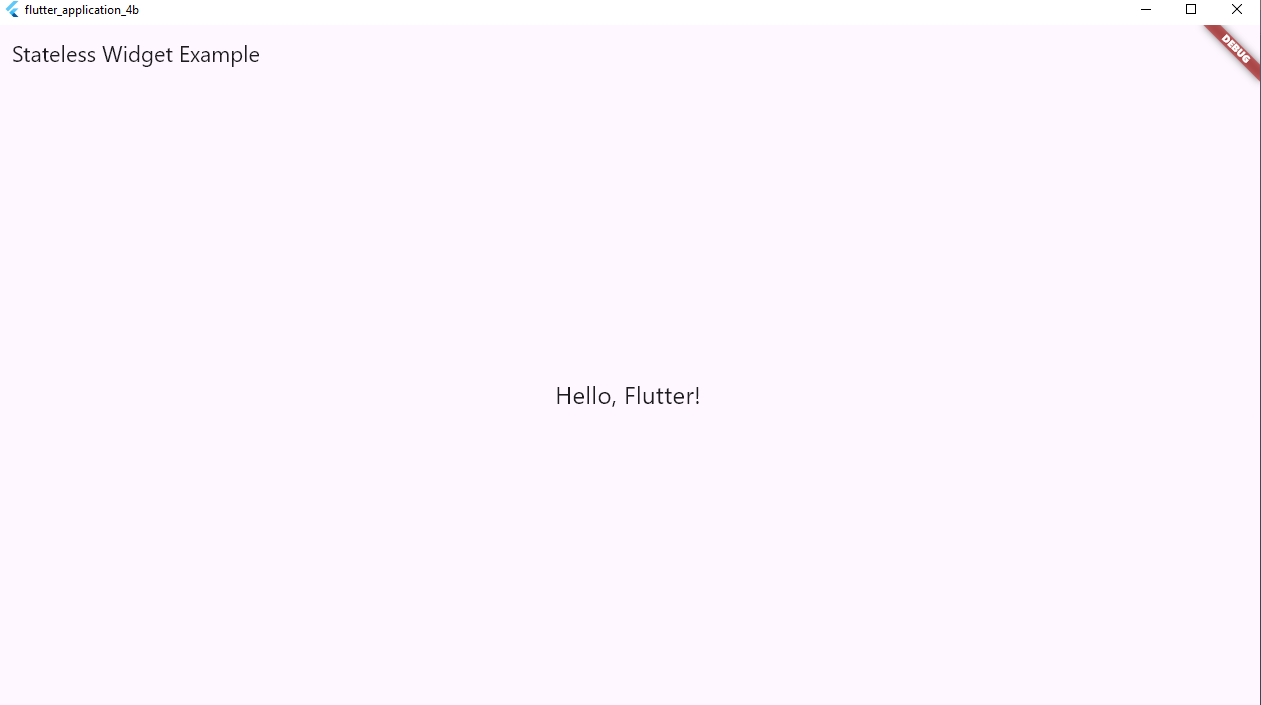 flutter_application_4b
Stateless Widget Example
DEBUG
Hello, Flutter!